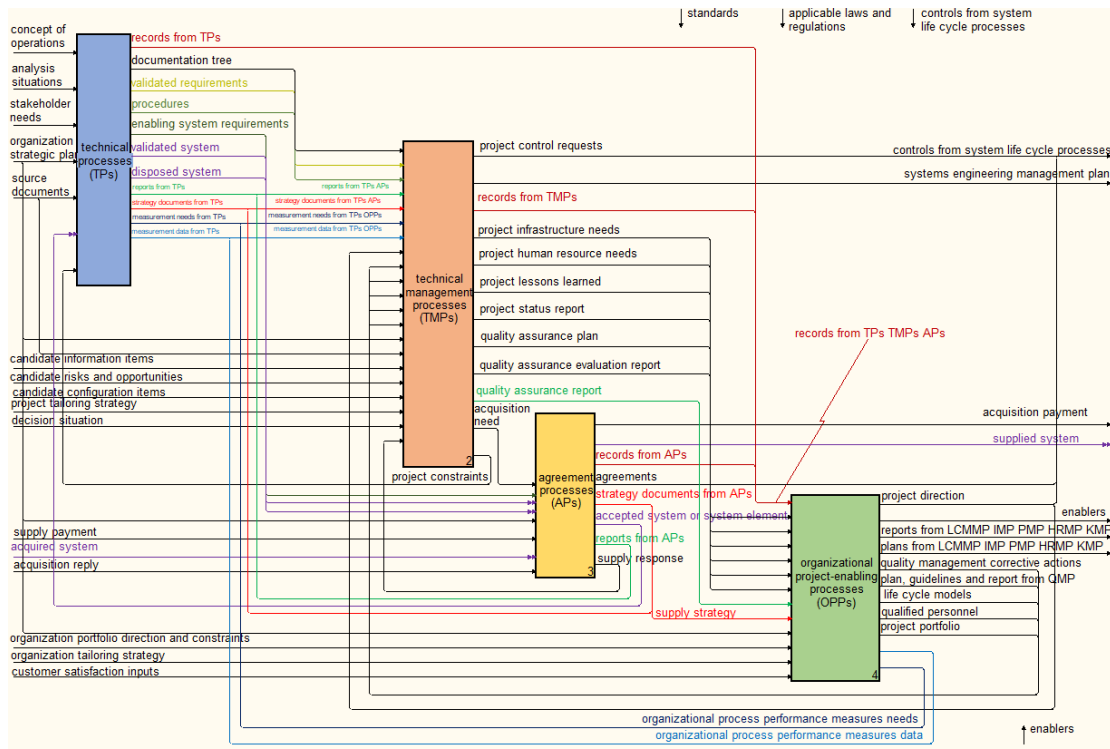 standards
applicable laws and
regulations
controls from system
life cycle processes
concept of
operations
analysis
situations
stakeholder
needs
organization
strategic plan
source
documents
technical
processes
(TPs)
records from TPs
documentation tree
validated requirements
procedures
enabling system requirements
validated system
disposed system
reports from TPs
strategy documents from TPs
measurement needs from TPs
measurement data from TPs
reports from TPs APs
strategy documents from TPs APs
measurement needs from TPs OPPs
measurement data from TPs OPPs
technical
management
processes
(TMPs)
2
project control requests
controls from system life cycle processes
systems engineering management plan
records from TMPs
project infrastructure needs
project human resource needs
project lessons learned
project status report
quality assurance plan
quality assurance evaluation report
quality assurance report
acquisition
need
project constraints
records from TPs TMPs APs
candidate information items
candidate risks and opportunities
candidate configuration items
project tailoring strategy
decision situation
acquisition payment
supplied system
agreement
processes
(APs)
3
records from APs
agreements
strategy documents from APs
accepted system or system element
reports from APs
supply response
supply strategy
supply payment
acquired system
acquisition reply
organizational
project-enabling
processes
(OPPs)
4
project direction
enablers
reports from LCMMP IMP PMP HRMP KMP
plans from LCMMP IMP PMP HRMP KMP
quality management corrective actions
plan, guidelines and report from QMP
life cycle models
qualified personnel
project portfolio
organization portfolio direction and constraints
organization tailoring strategy
customer satisfaction inputs
organizational process performance measures needs
organizational process performance measures data
enablers